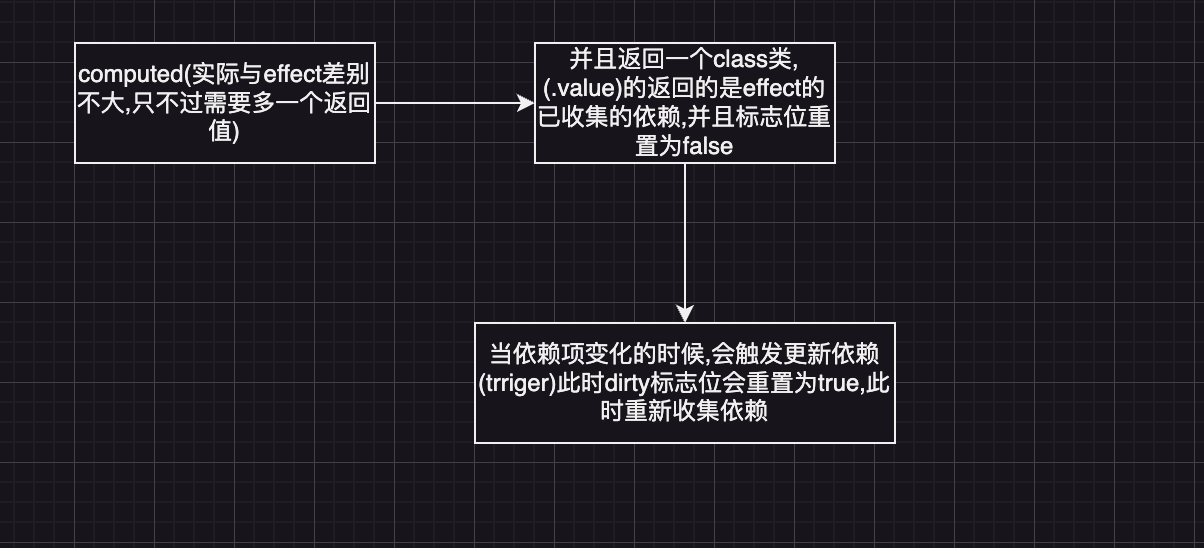 computed(实际与effect差别
不大,只不过需要多一个返回
值)
并且返回一个class类,
(.value)的返回的是effect的
已收集的依赖,并且标志位重
置为false
当依赖项变化的时候,会触发更新依赖
(trriger)此时dirty标志位会重置为true,此
时重新收集依赖